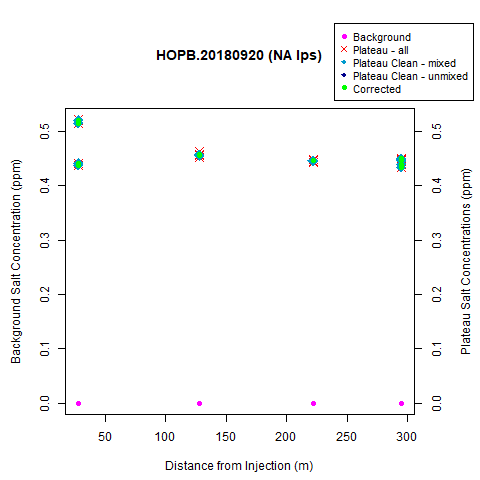 HOPB.20180920 (NA lps)
Background
Plateau - all
Plateau Clean - mixed
Plateau Clean - unmixed
Corrected
Background Salt Concentration (ppm)
0.5
0.4
0.3
0.2
0.1
0.0
0.5
0.4
0.3
0.2
0.1
0.0
Plateau Salt Concentrations (ppm)
50 100 150 200 250 300
Distance from Injection (m)